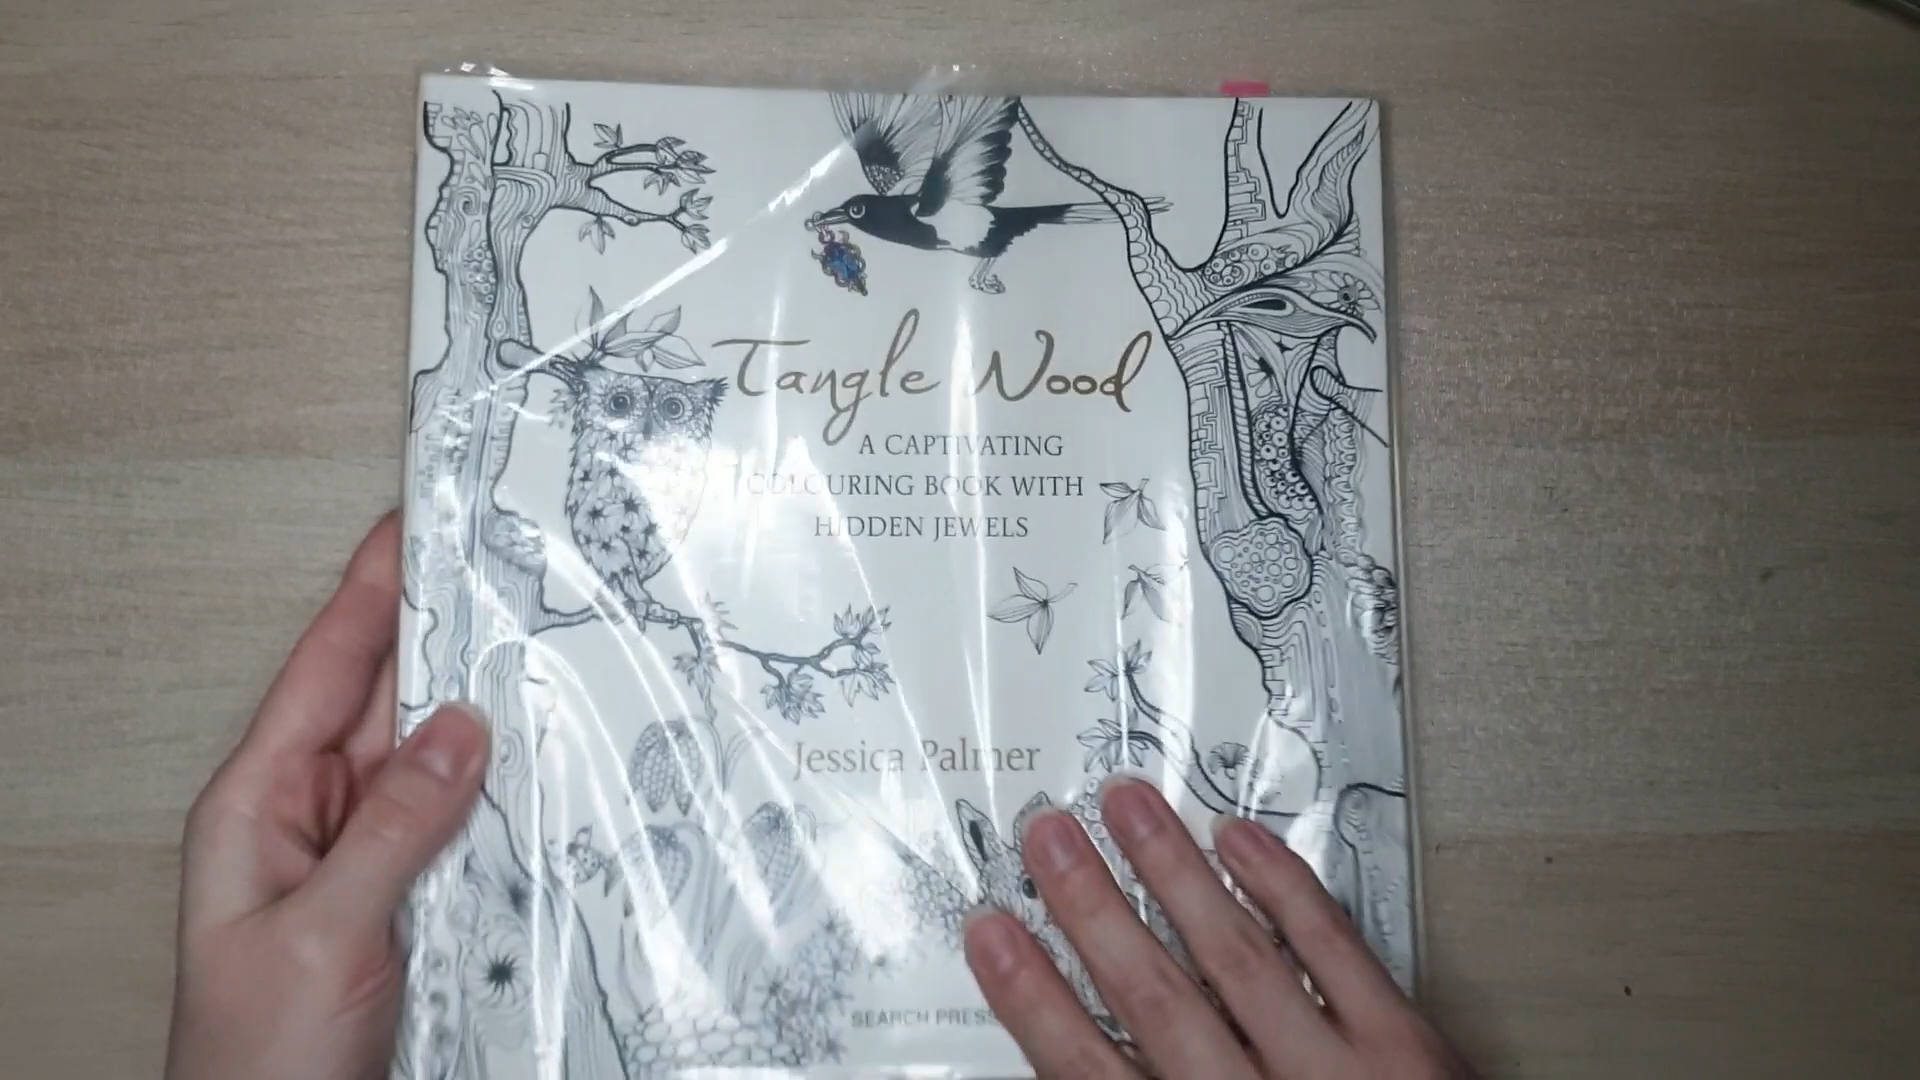 Tangle Wood
A CAPTIVATING
COLOURING BOOK WITH
HIDDEN JEWELS
Jessica Palmer
SEARCH PRESS